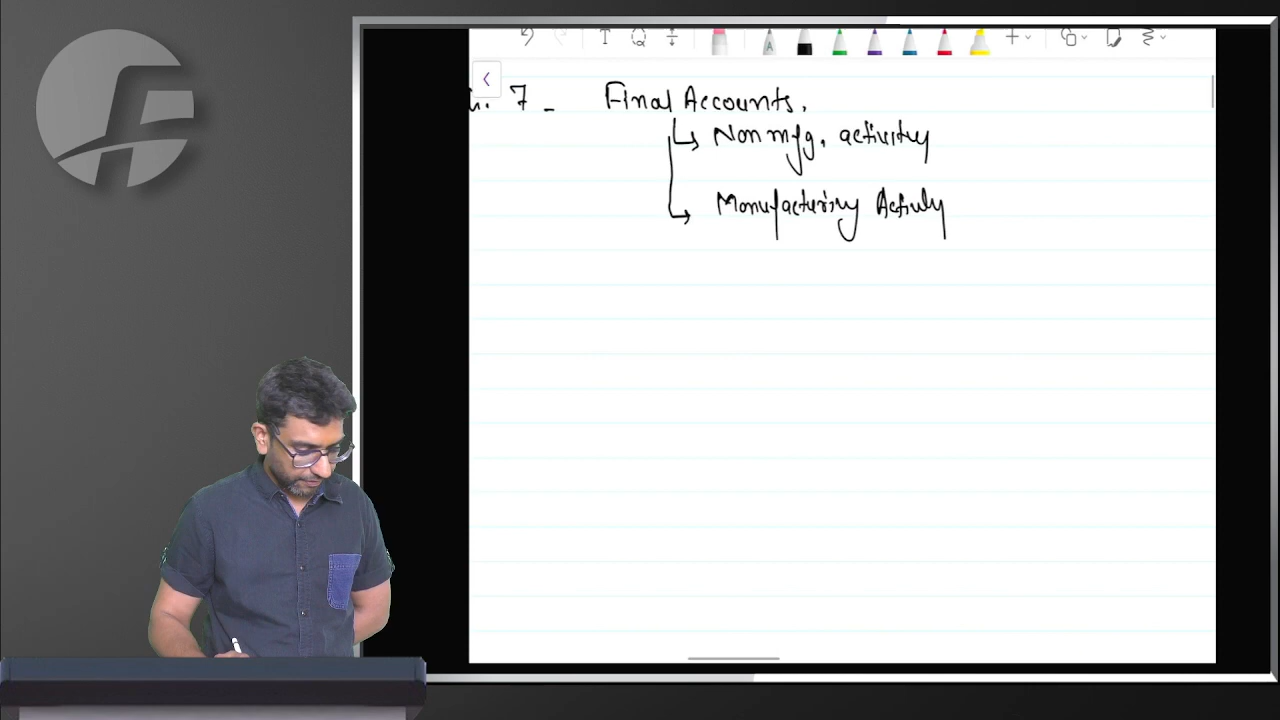 7 - Final Accounts.
Non mfg. activity
Manufacturing Activity